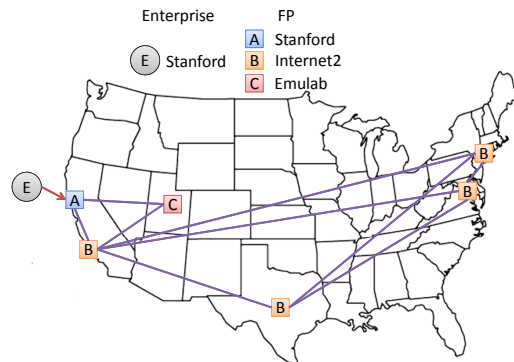 Enterprise FP
E Stanford A Stanford
B Internet2
C Emulab
B
E A B
C
B
B